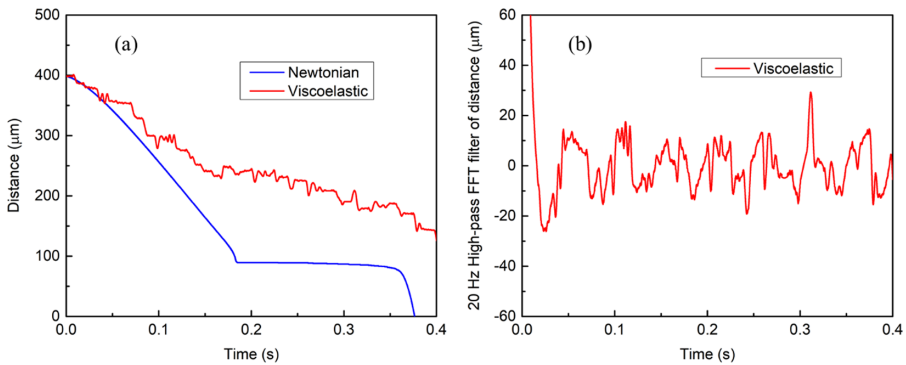 (a)
Newtonian
Viscoelastic
Distance (μm)
500
400
300
200
100
0
0.0 0.1 0.2 0.3 0.4
Time (s)
(b)
Viscoelastic
20 Hz High-pass FFT filter of distance (μm)
60
40
20
0
-20
-40
-60
0.0 0.1 0.2 0.3 0.4
Time (s)